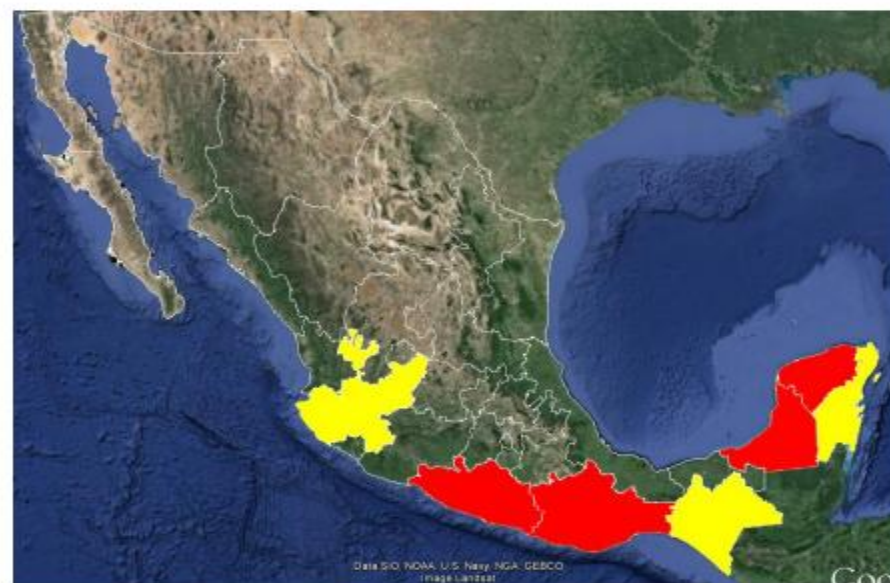 Data SIO, NOAA, U.S. Navy, NGA, GEBCO
Image Landsat